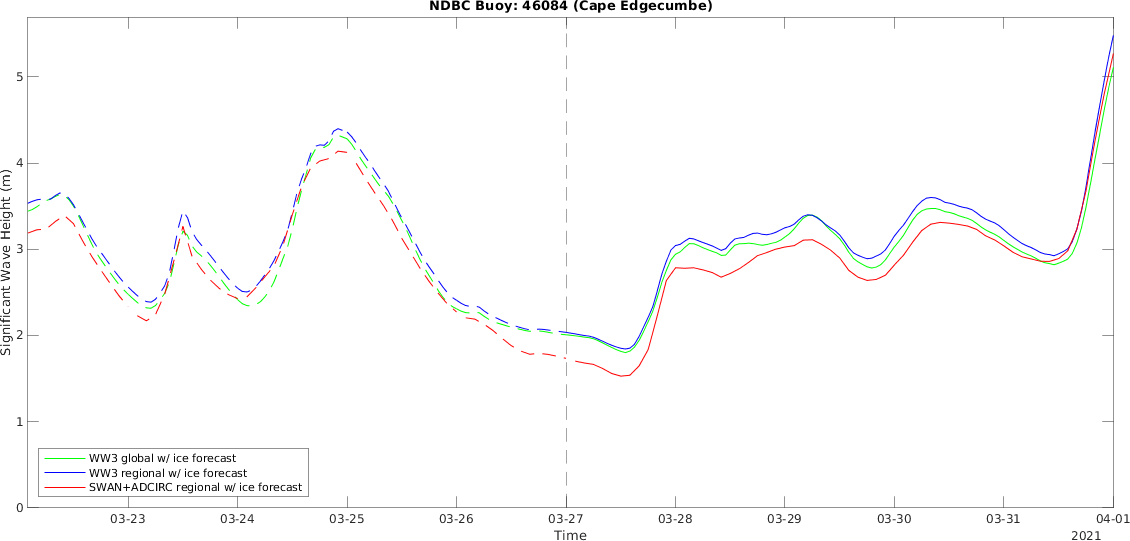 NDBC Buoy: 46084 (Cape Edgecumbe)
Significant Wave Height (m)
5
4
3
2
1
0
WW3 global w/ ice forecast
WW3 regional w/ ice forecast
SWAN+ADCIRC regional w/ ice forecast
03-23 03-24 03-25 03-26 03-27 03-28 03-29 03-30 03-31 04-01
Time
2021